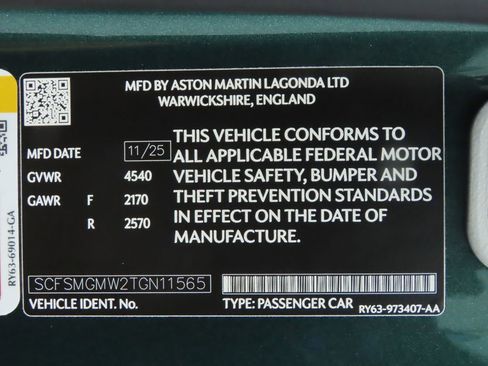 MFD BY ASTON MARTIN LAGONDA LTD
WARWICKSHIRE, ENGLAND
MFD DATE 11/25
GVWR 4540
GAWR F 2170
R 2570
THIS VEHICLE CONFORMS TO
ALL APPLICABLE FEDERAL MOTOR
VEHICLE SAFETY, BUMPER AND
THEFT PREVENTION STANDARDS
IN EFFECT ON THE DATE OF
MANUFACTURE.
SCFSMGMW2TGN11565
VEHICLE IDENT. No.
TYPE: PASSENGER CAR
RY63-973407-AA
RY63-69014-GA